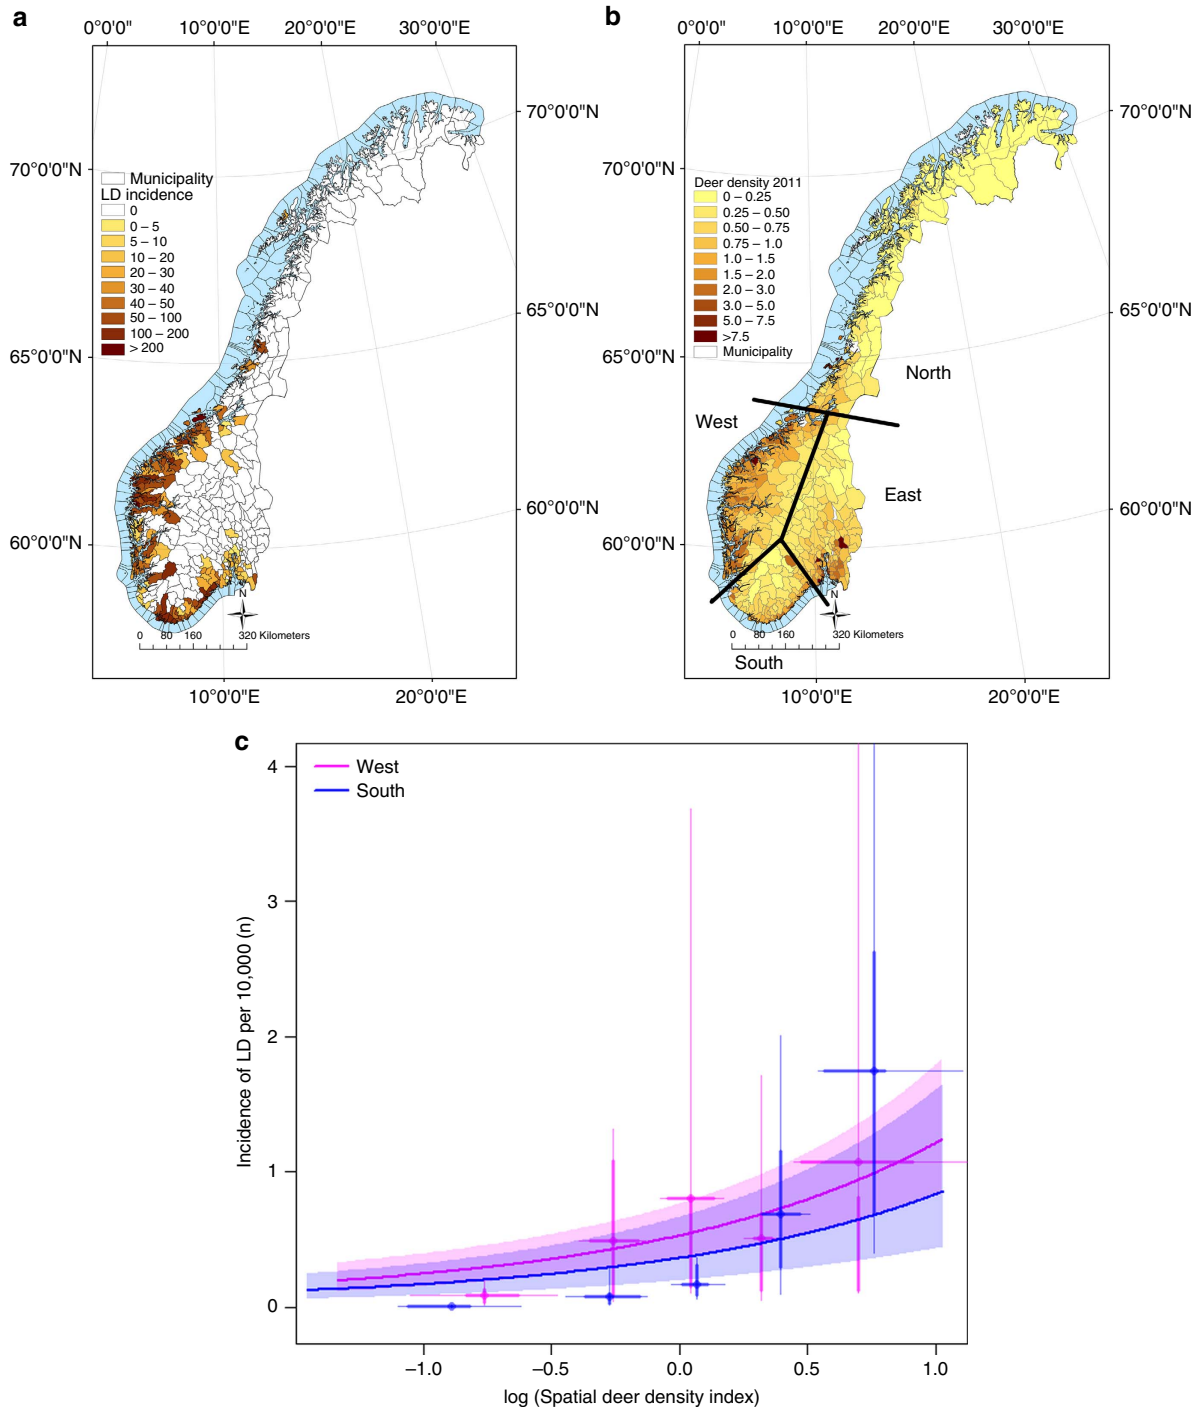 a
0°0'0"
10°0'0"E
20°0'0"E
30°0'0"E
70°0'0"N
70°0'0"N
Municipality
LD incidence
0
0 – 5
5 – 10
10 – 20
20 – 30
30 – 40
40 – 50
50 – 100
100 – 200
> 200
65°0'0"N
65°0'0"N
60°0'0"N
60°0'0"N
N
0 80 160 320 Kilometers
10°0'0"E
20°0'0"E
b
0°0'0"
10°0'0"E
20°0'0"E
30°0'0"E
70°0'0"N
70°0'0"N
Deer density 2011
0 – 0.25
0.25 – 0.50
0.50 – 0.75
0.75 – 1.0
1.0 – 1.5
1.5 – 2.0
2.0 – 3.0
3.0 – 5.0
5.0 – 7.5
>7.5
Municipality
65°0'0"N
65°0'0"N
North
West
East
60°0'0"N
60°0'0"N
N
0 80 160 320 Kilometers
South
10°0'0"E
20°0'0"E
c
West
South
Incidence of LD per 10,000 (n)
4
3
2
1
0
–1.0
–0.5
0.0
0.5
1.0
log (Spatial deer density index)